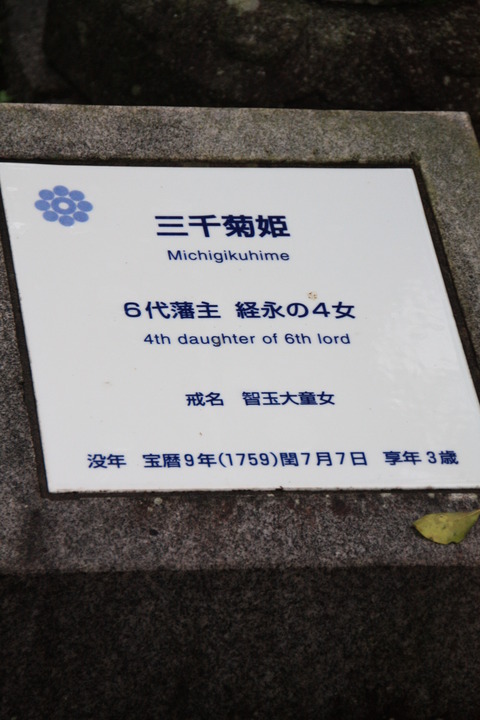 三千菊姫
Michigikuhime
6代藩主 経永の4女
4th daughter of 6th lord
戒名 智玉大童女
没年 宝暦9年(1759)閏7月7日 享年3歳